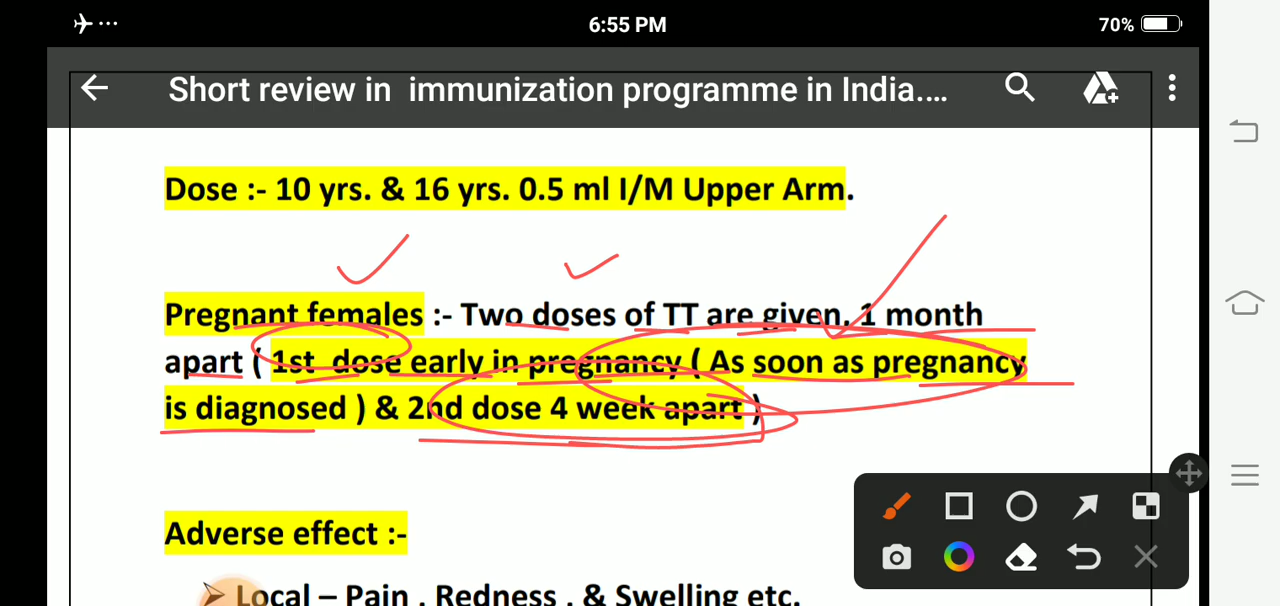 6:55 PM
70%
Short review in immunization programme in India....
Dose :- 10 yrs. & 16 yrs. 0.5 ml I/M Upper Arm.
Pregnant females :- Two doses of TT are given, 1 month
apart ( 1st dose early in pregnancy ( As soon as pregnancy
is diagnosed ) & 2nd dose 4 week apart )
Adverse effect :-
➢ Local – Pain , Redness , & Swelling etc.